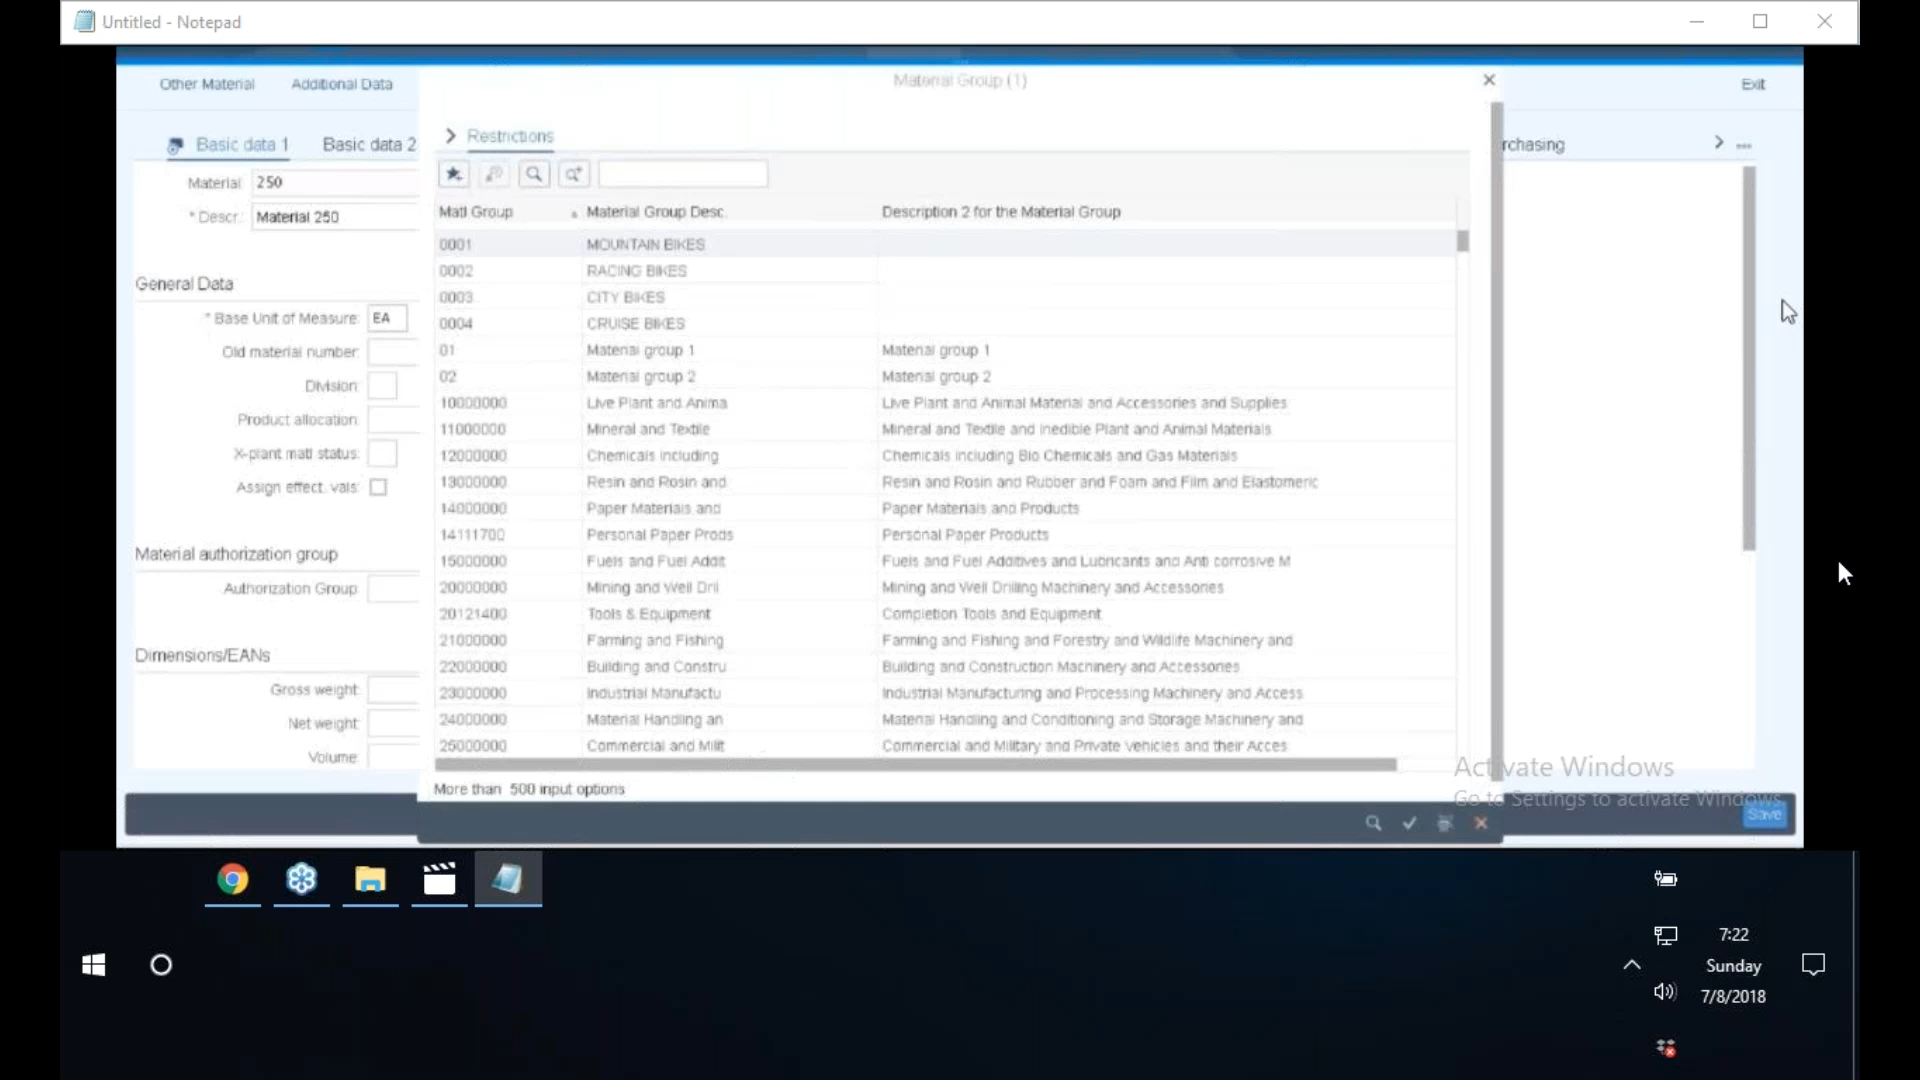 Untitled - Notepad
Other Material Additional Data
Material Group (1)
Exit
Basic data 1 Basic data 2
Restrictions
rchasing
Material: 250
* Descr.: Material 250
Matl Group Material Group Desc. Description 2 for the Material Group
0001 MOUNTAIN BIKES
0002 RACING BIKES
0003 CITY BIKES
0004 CRUISE BIKES
01 Material group 1 Material group 1
02 Material group 2 Material group 2
10000000 Live Plant and Anima Live Plant and Animal Material and Accessories and Supplies
11000000 Mineral and Textile Mineral and Textile and Inedible Plant and Animal Materials
12000000 Chemicals including Chemicals including Bio Chemicals and Gas Materials
13000000 Resin and Rosin and Resin and Rosin and Rubber and Foam and Film and Elastomeric
14000000 Paper Materials and Paper Materials and Products
14111700 Personal Paper Prods Personal Paper Products
15000000 Fuels and Fuel Addit Fuels and Fuel Additives and Lubricants and Anti corrosive M
20000000 Mining and Well Dril Mining and Well Drilling Machinery and Accessories
20121400 Tools & Equipment Completion Tools and Equipment
21000000 Farming and Fishing Farming and Fishing and Forestry and Wildlife Machinery and
22000000 Building and Constru Building and Construction Machinery and Accessories
23000000 Industrial Manufactu Industrial Manufacturing and Processing Machinery and Access
24000000 Material Handling an Material Handling and Conditioning and Storage Machinery and
25000000 Commercial and Milit Commercial and Military and Private Vehicles and their Acces
More than 500 input options
General Data
* Base Unit of Measure: EA
Old material number:
Division:
Product allocation:
X-plant matl status:
Assign effect. vals:
Material authorization group
Authorization Group:
Dimensions/EANs
Gross weight:
Net weight:
Volume:
Activate Windows
Go to Settings to activate Windows.
Save
7:22
Sunday
7/8/2018